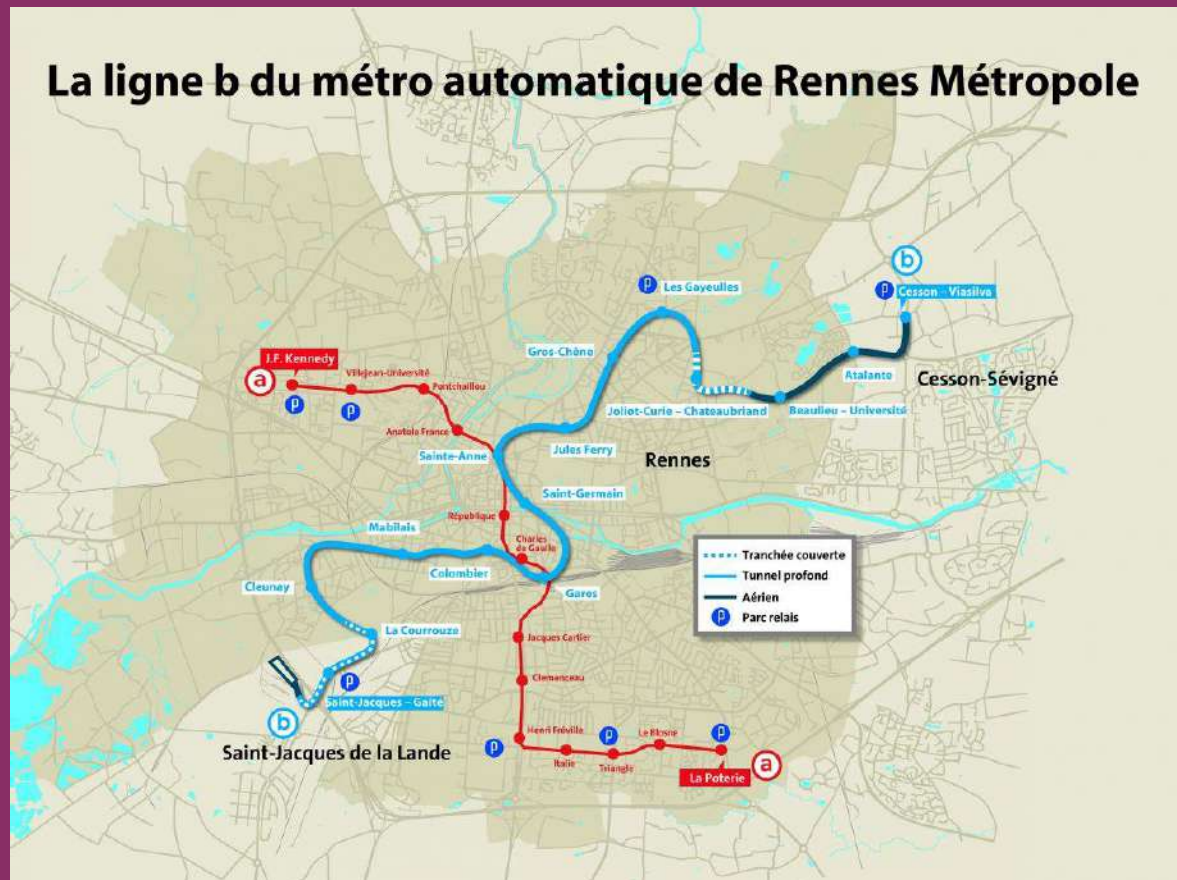 La ligne b du métro automatique de Rennes Métropole
b
P
Cesson – Viasilva
P
Les Gayeulles
Gros-Chêne
J.F. Kennedy
a
Villejean-Université
Pontchaillou
P
P
Atalante
Cesson-Sévigné
Joliot-Curie – Chateaubriand
Beaulieu – Université
Anatole France
Sainte-Anne
Jules Ferry
Rennes
Saint-Germain
République
Mabilais
Charles
de Gaulle
Colombier
Cleunay
Gares
Tranchée couverte
Tunnel profond
Aérien
P
Parc relais
La Courrouze
Jacques Cartier
Clemenceau
P
Saint-Jacques – Gaîté
b
Saint-Jacques de la Lande
P
Henri Fréville
Italie
P
Triangle
Le Blosne
P
La Poterie
a